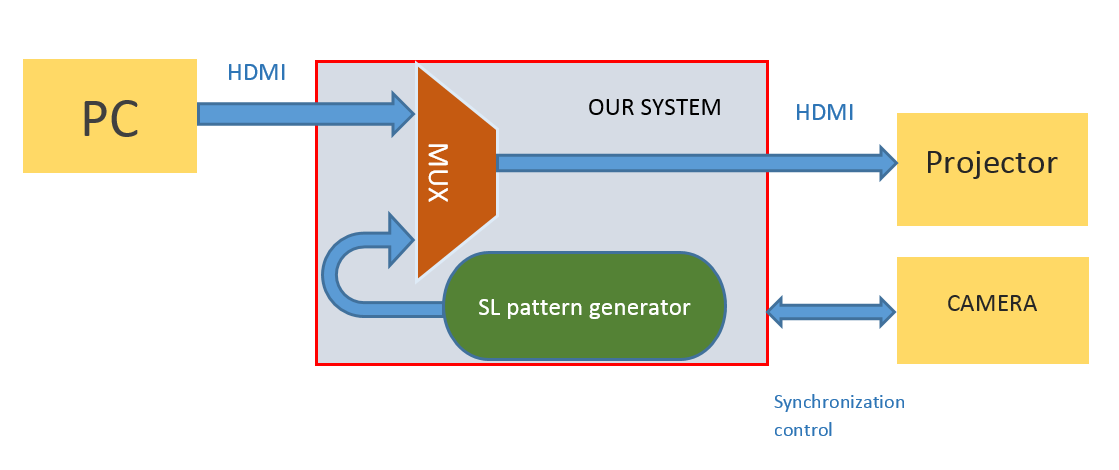 HDMI
PC
OUR SYSTEM
HDMI
MUX
Projector
SL pattern generator
CAMERA
Synchronization
control